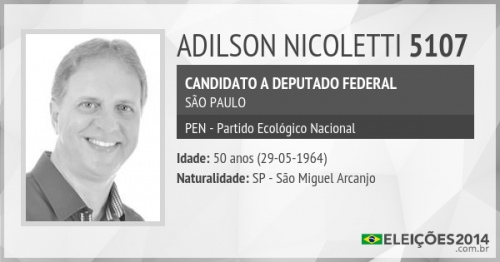 ADILSON NICOLETTI 5107
CANDIDATO A DEPUTADO FEDERAL
SÃO PAULO
PEN - Partido Ecológico Nacional
Idade: 50 anos (29-05-1964)
Naturalidade: SP - São Miguel Arcanjo
ELEIÇÕES2014
.com.br